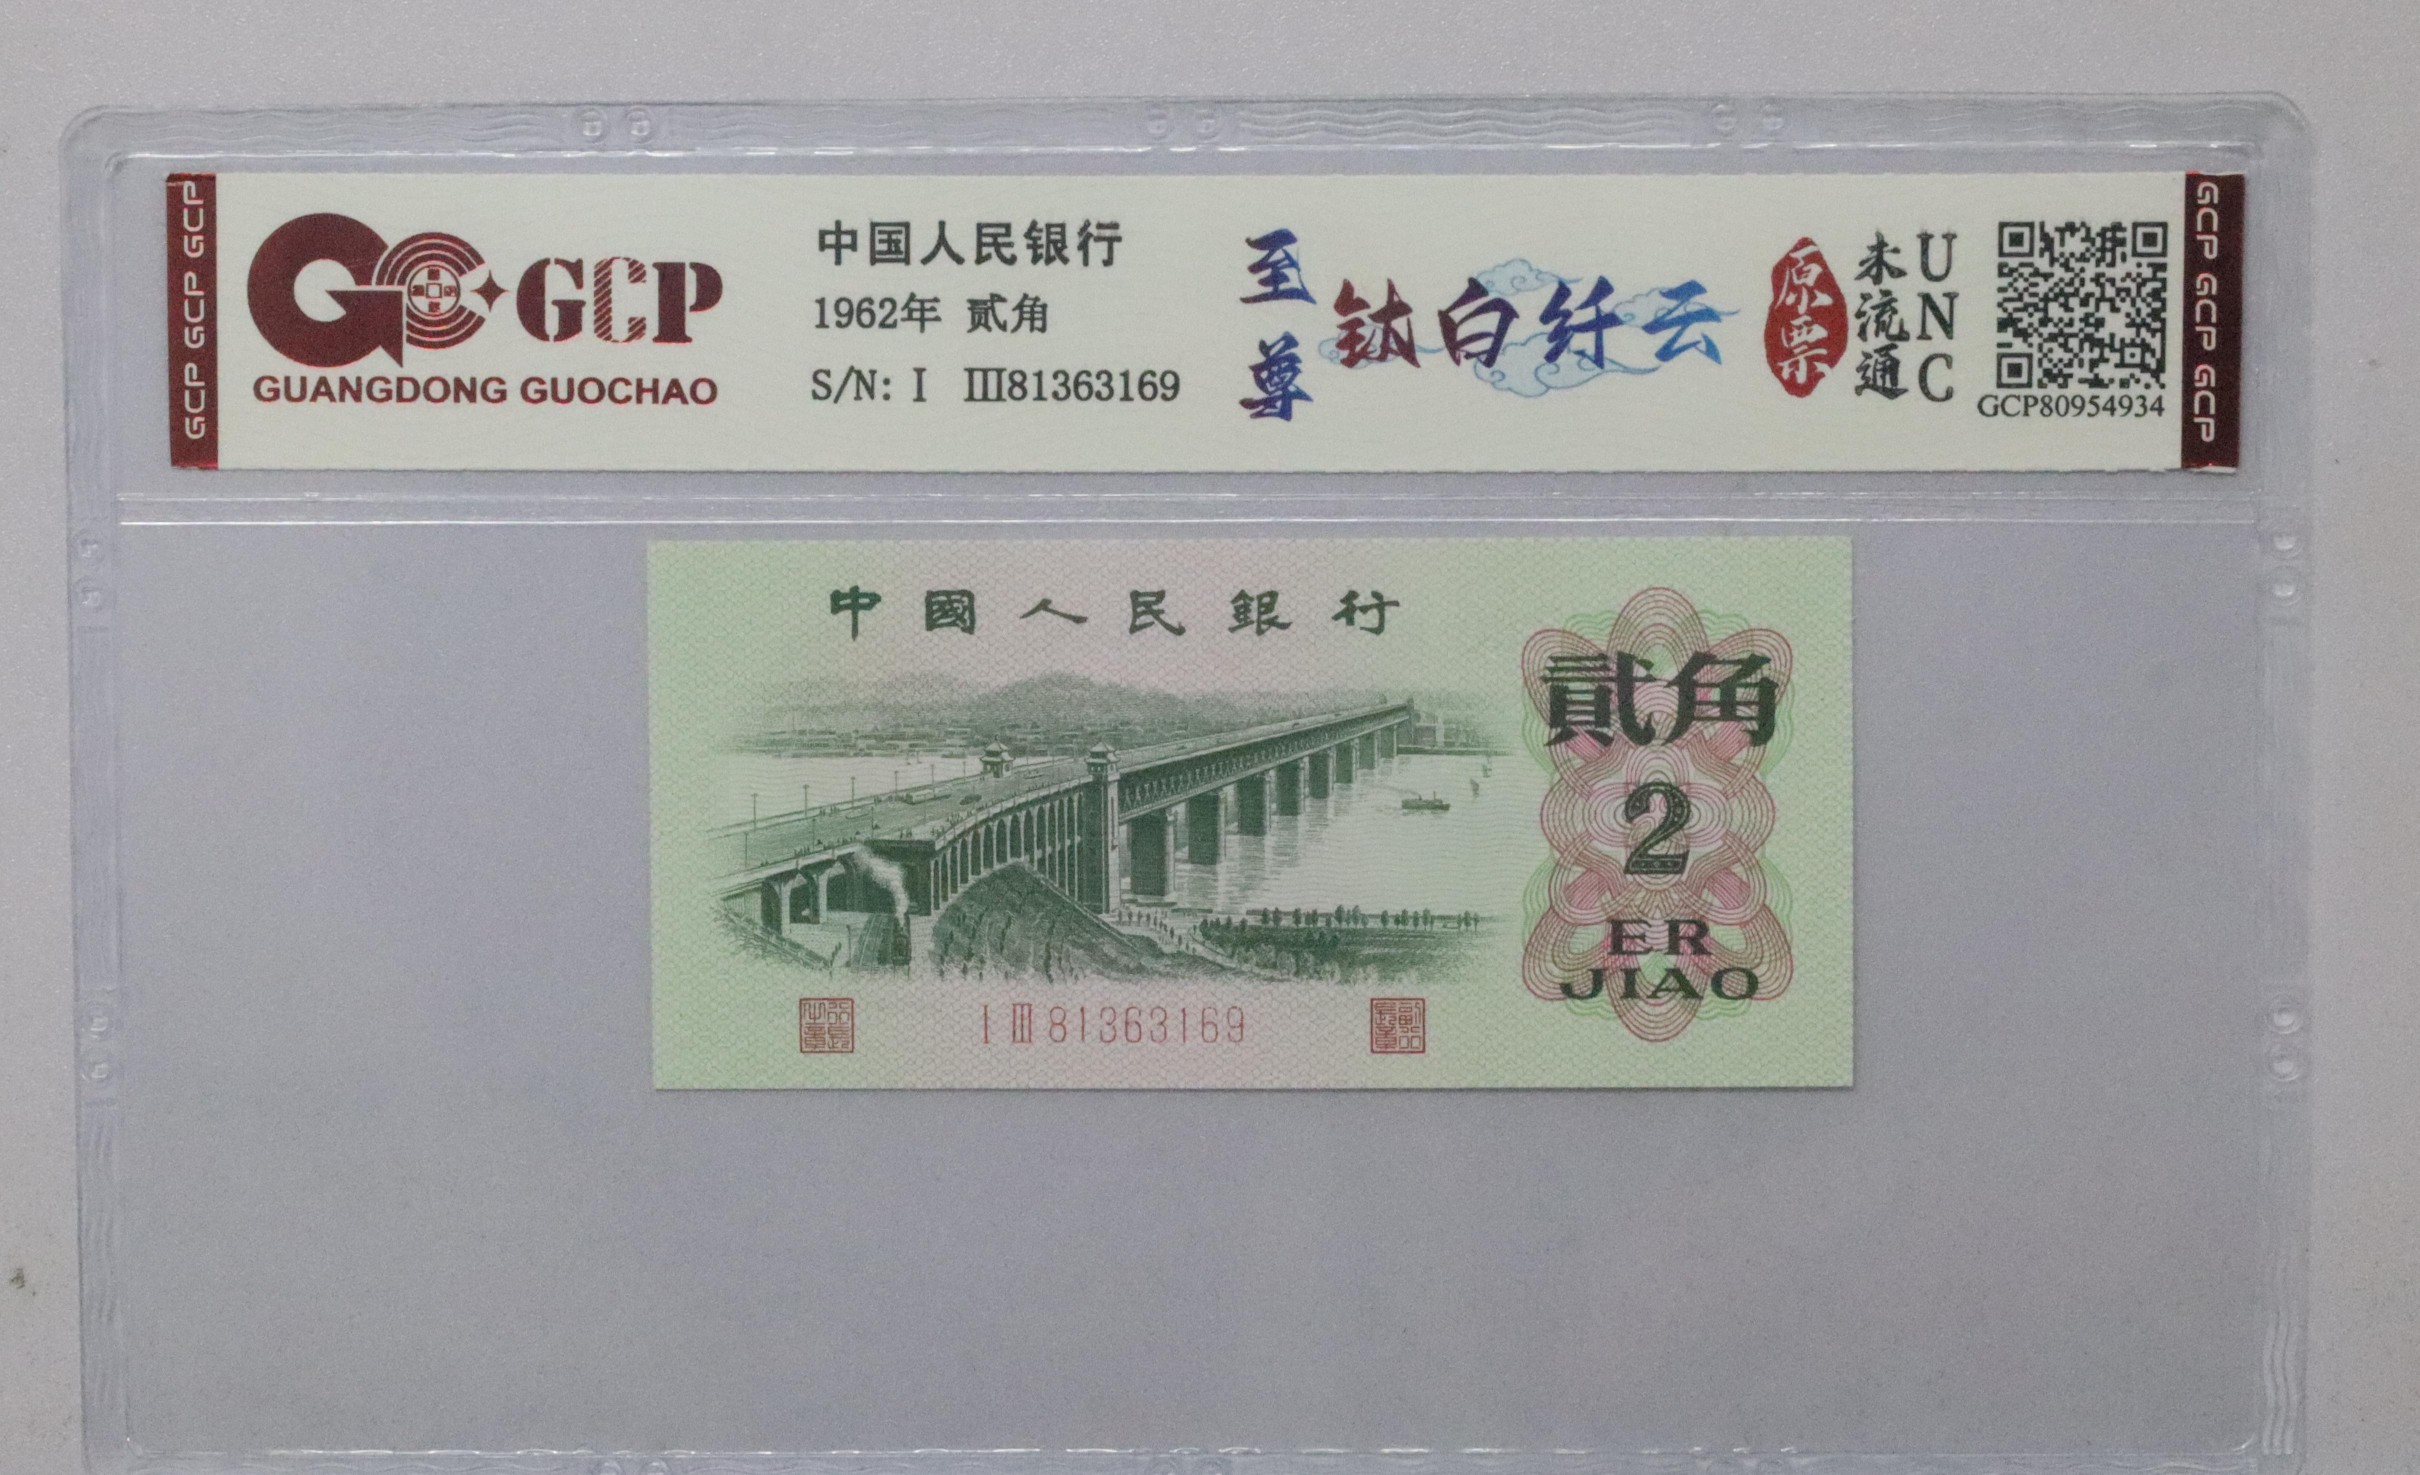 GCP GCP GCP
GCP
GUANGDONG GUOCHAO
中国人民银行
1962年 贰角
S/N: I III81363169
至尊
钛白纤云
原票
未流通
UNC
GCP80954934
GCP GCP GCP
中國人民銀行
貳角
2
ER
JIAO
I III 81363169